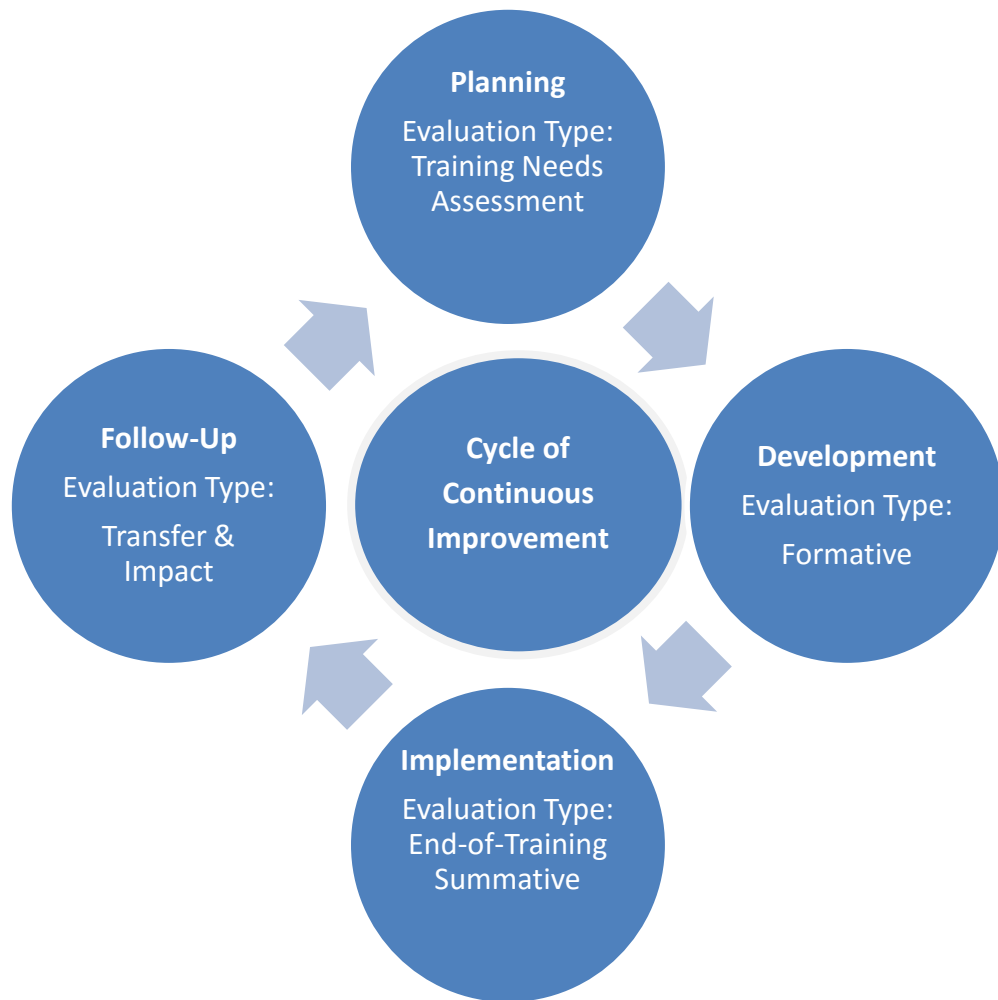 Planning
Evaluation Type:
Training Needs
Assessment
Follow-Up
Evaluation Type:
Transfer &
Impact
Cycle of
Continuous
Improvement
Development
Evaluation Type:
Formative
Implementation
Evaluation Type:
End-of-Training
Summative